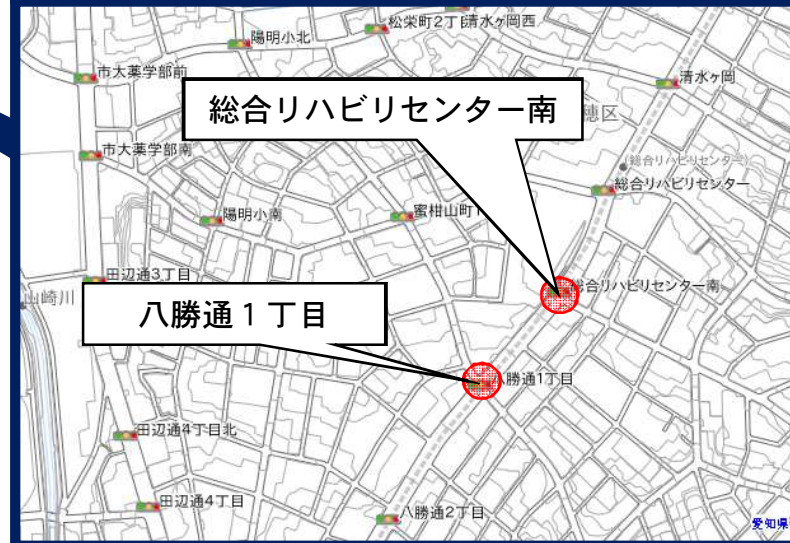 松栄町2丁目
清水ヶ岡西
陽明小北
市大薬学部前
清水ヶ岡
総合リハビリセンター南
穂区
市大薬学部南
(総合リハビリセンター)
総合リハビリセンター
陽明小南
蜜柑山町1
田辺通3丁目
総合リハビリセンター南
山崎川
八勝通1丁目
八勝通1丁目
田辺通4丁目北
田辺通4丁目
八勝通2丁目
愛知県